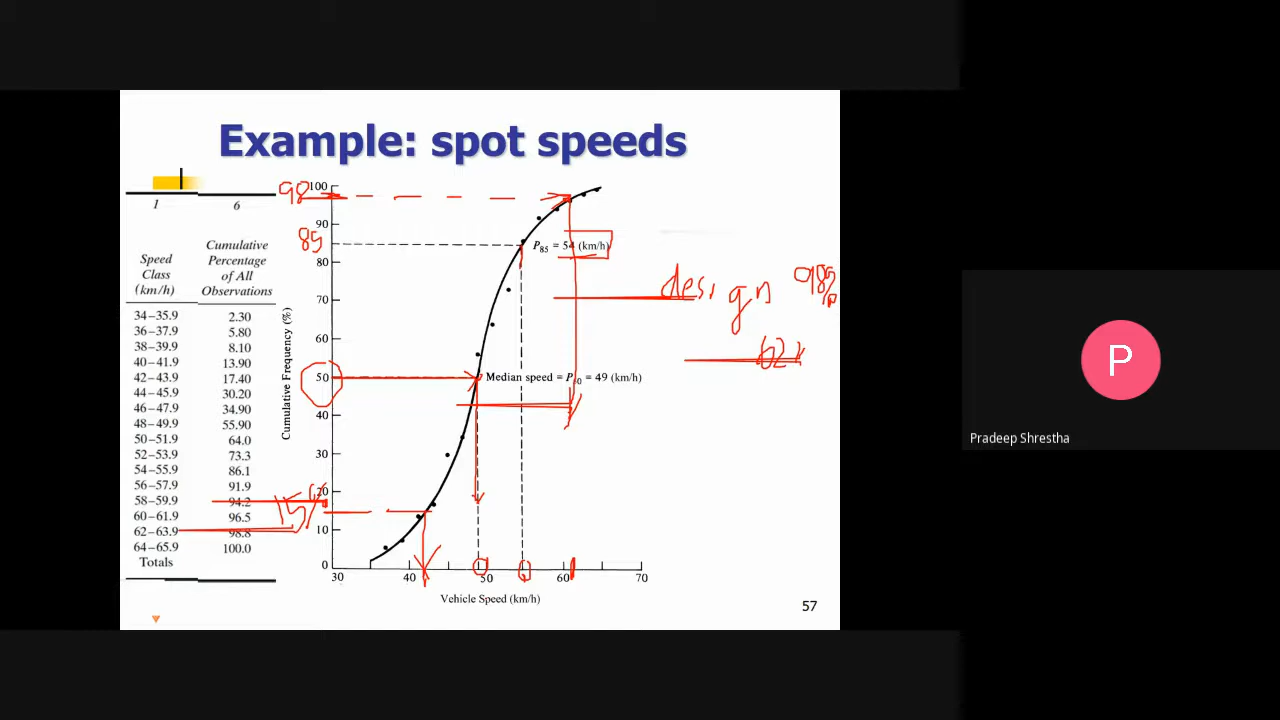 Example: spot speeds
1 6
Speed Class (km/h) Cumulative Percentage of All Observations
34–35.9 2.30
36–37.9 5.80
38–39.9 8.10
40–41.9 13.90
42–43.9 17.40
44–45.9 30.20
46–47.9 34.90
48–49.9 55.90
50–51.9 64.0
52–53.9 73.3
54–55.9 86.1
56–57.9 91.9
58–59.9 94.2
60–61.9 96.5
62–63.9 98.8
64–65.9 100.0
Totals
Cumulative Frequency (%)
98 100
90
85
80
70
60
50
40
30
20
15%
10
0
30 40 50 60 70
Vehicle Speed (km/h)
P85 = 54 (km/h)
Median speed = P50 = 49 (km/h)
design 98%
62
57
P
Pradeep Shrestha